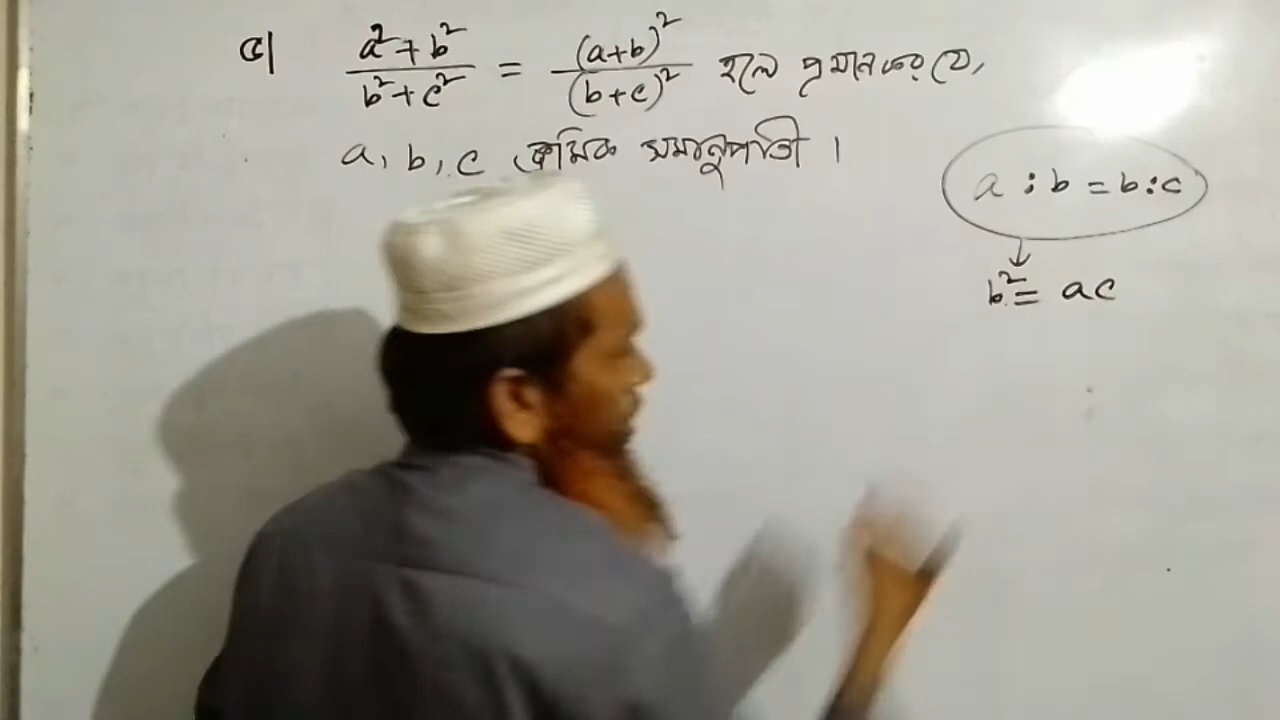 ৫| a²+b²/b²+c² = (a+b)²/(b+c)² হলে প্রমান কর যে,
a, b, c ক্রমিক সমানুপাতী।
a : b = b : c
b² = ac